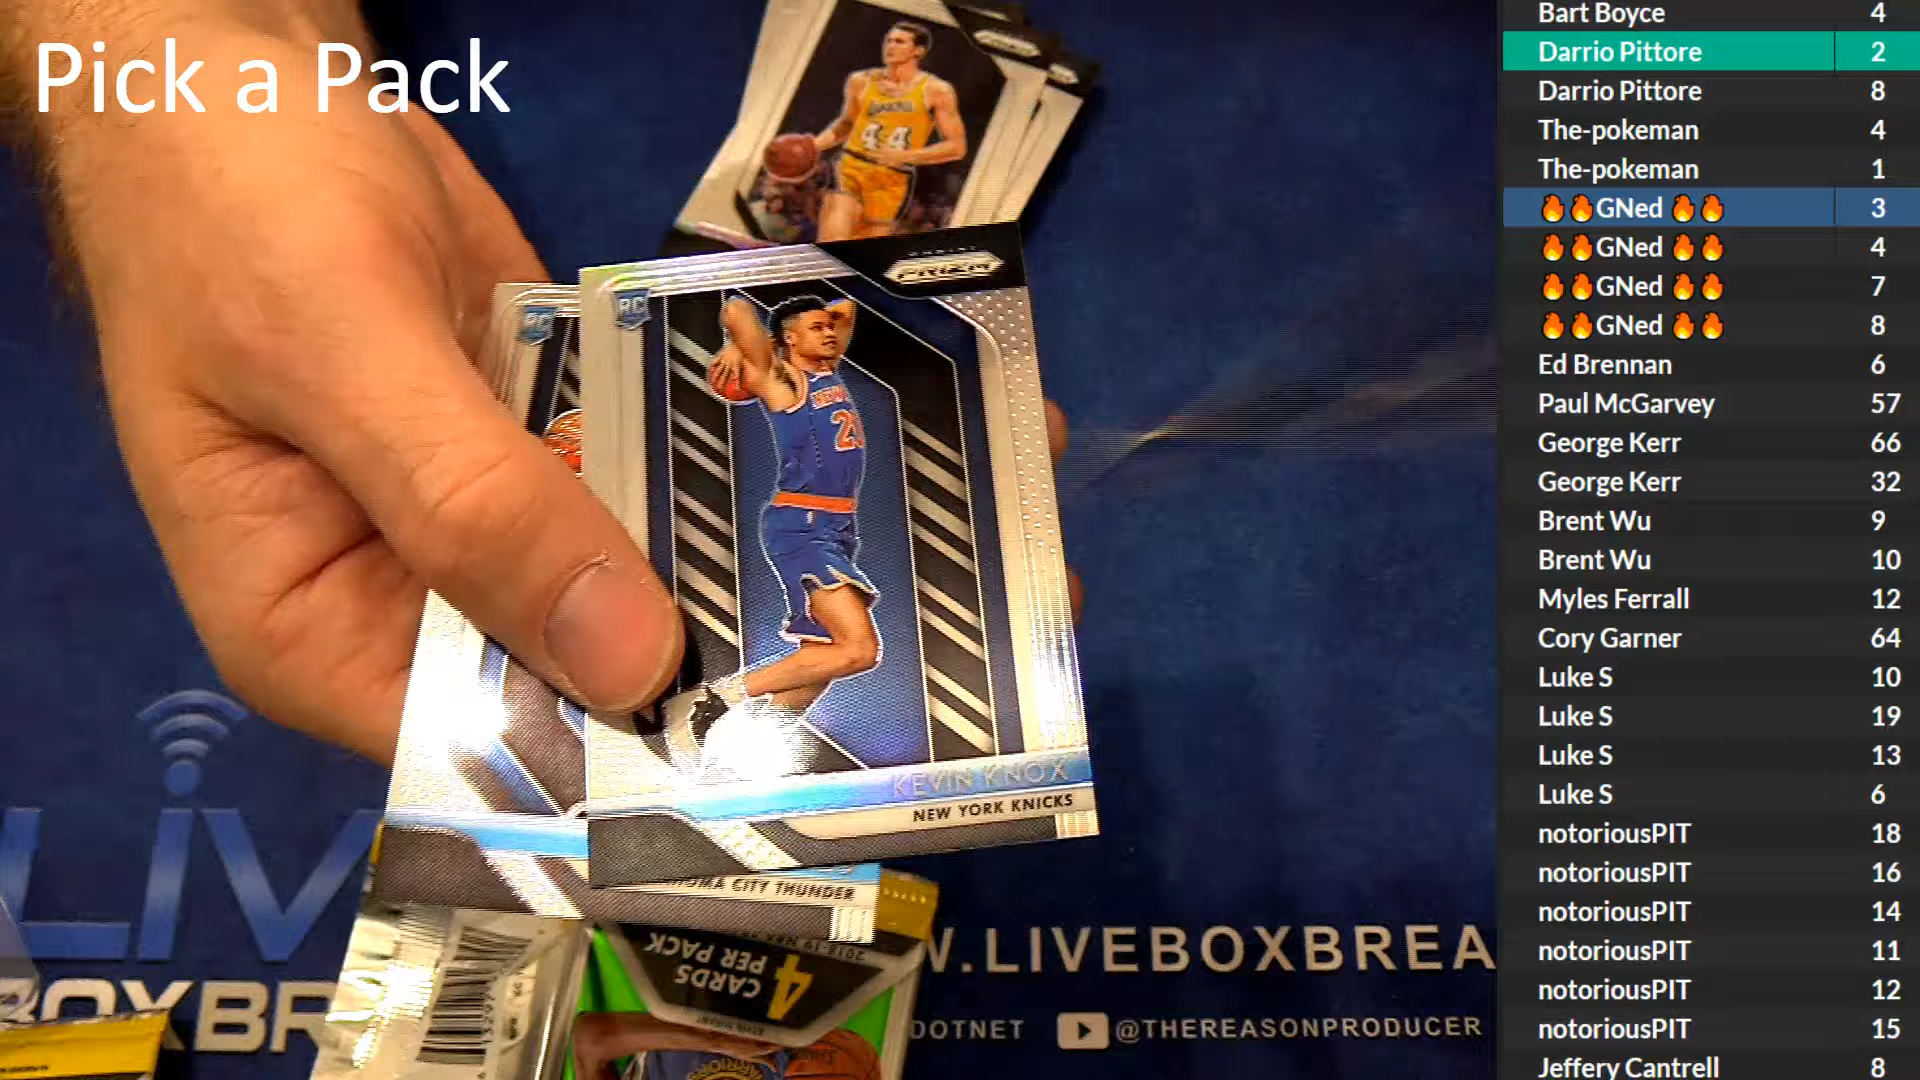 Pick a Pack
Bart Boyce 4
Darrio Pittore 2
Darrio Pittore 8
The-pokeman 4
The-pokeman 1
🔥🔥GNed 🔥🔥 3
🔥🔥GNed 🔥🔥 4
🔥🔥GNed 🔥🔥 7
🔥🔥GNed 🔥🔥 8
Ed Brennan 6
Paul McGarvey 57
George Kerr 66
George Kerr 32
Brent Wu 9
Brent Wu 10
Myles Ferrall 12
Cory Garner 64
Luke S 10
Luke S 19
Luke S 13
Luke S 6
notoriousPIT 18
notoriousPIT 16
notoriousPIT 14
notoriousPIT 11
notoriousPIT 12
notoriousPIT 15
Jeffery Cantrell 8
44
PRIZM
RC
RC
KEVIN KNOX
NEW YORK KNICKS
CITY THUNDER
4 CARDS
PER PACK
LIV
BOXBR
W.LIVEBOXBREA
DOTNET
@THEREASONPRODUCER